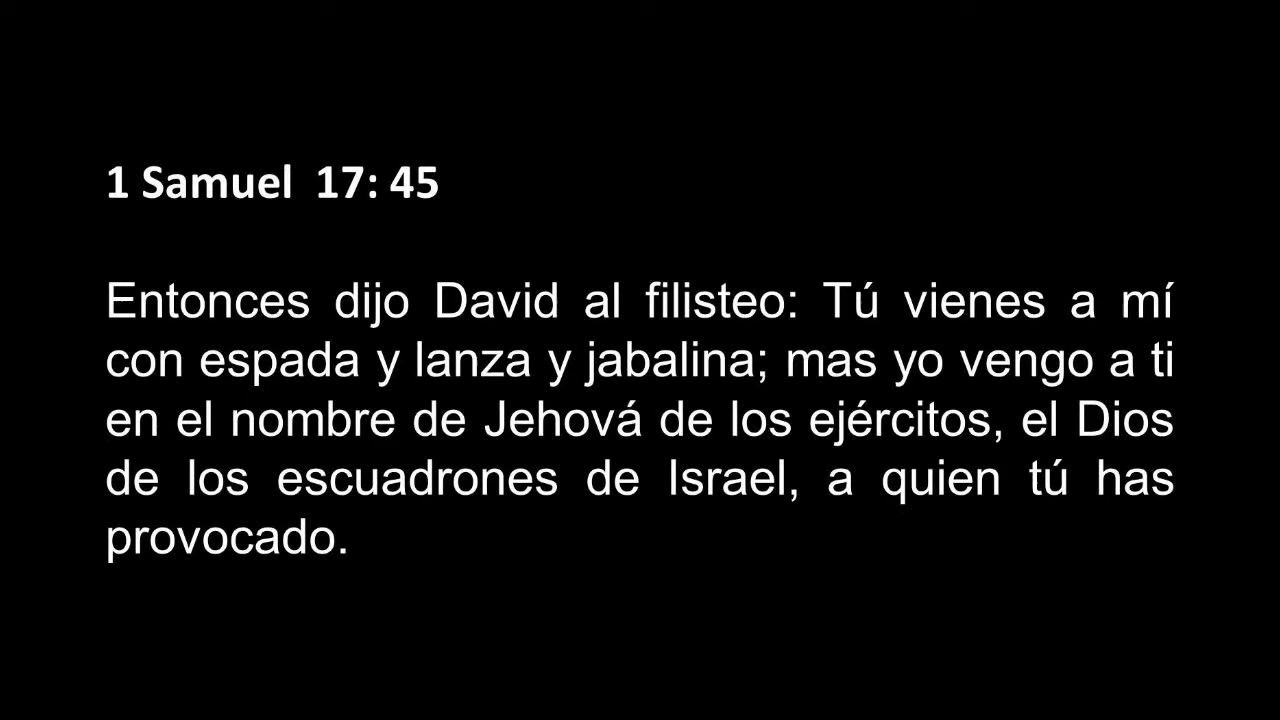 1 Samuel  17: 45
Entonces dijo David al filisteo: Tú vienes a mí
con espada y lanza y jabalina; mas yo vengo a ti
en el nombre de Jehová de los ejércitos, el Dios
de los escuadrones de Israel, a quien tú has
provocado.